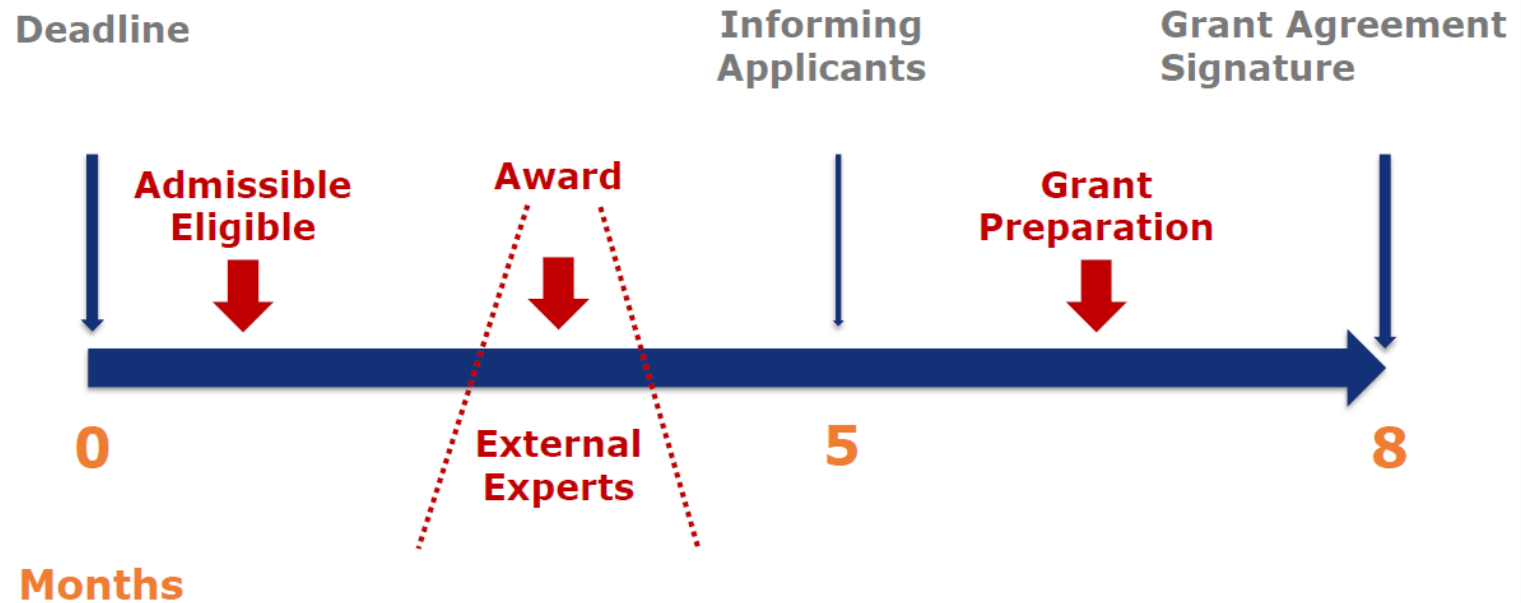 Deadline
Informing
Applicants
Grant Agreement
Signature
Admissible
Eligible
Award
Grant
Preparation
0
External
Experts
5
8
Months